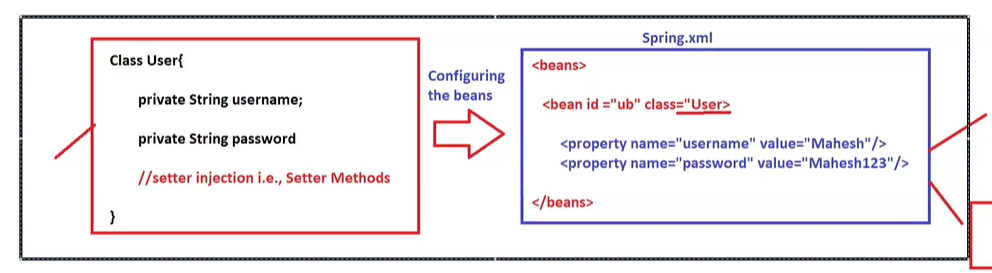 Class User{
private String username;
private String password
//setter injection i.e., Setter Methods
}
Configuring
the beans
Spring.xml
<beans>
<bean id ="ub" class="User>
<property name="username" value="Mahesh"/>
<property name="password" value="Mahesh123"/>
</beans>